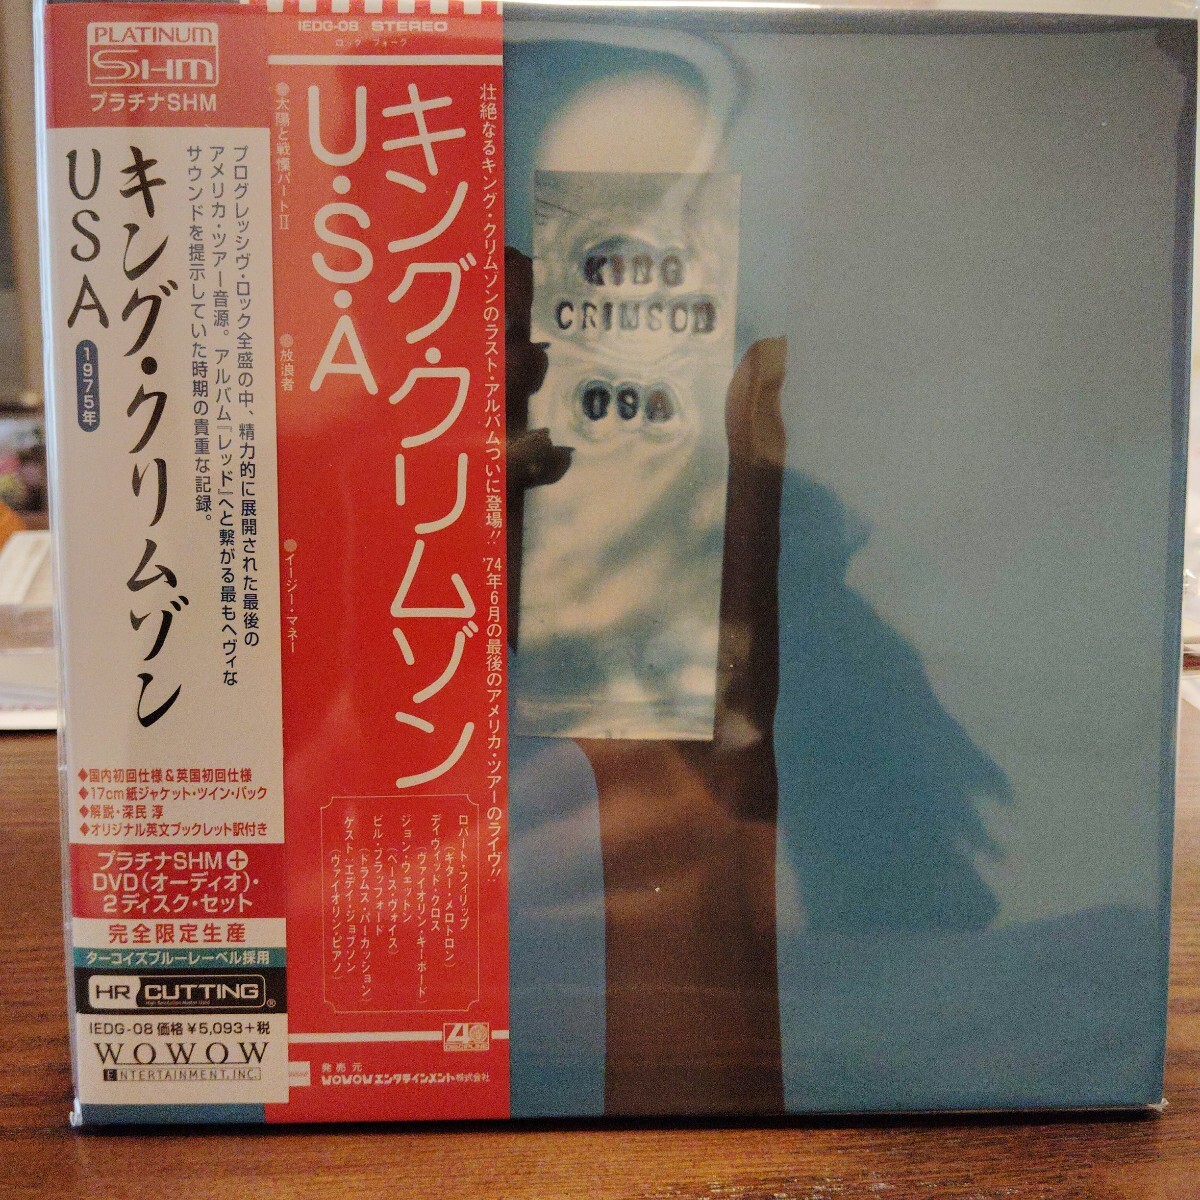 PLATINUM
SHM
プラチナSHM
キング・クリムゾン
USA
1975年
プログレッシヴ・ロック全盛の中、精力的に展開された最後の
アメリカ・ツアー音源。アルバム『レッド』へと繋がる最もヘヴィな
サウンドを提示していた時期の貴重な記録。
◆国内初回仕様&英国初回仕様
◆17cm紙ジャケット・ツイン・パック
◆解説・深民 淳
◆オリジナル英文ブックレット訳付き
プラチナSHM+
DVD(オーディオ)・
2ディスク・セット
完全限定生産
ターコイズブルーレーベル採用
HR CUTTING
IEDG-08 価格¥5,093+税
WOWOW
ENTERTAINMENT, INC.
IEDG-08 STEREO
ロック フォーク
壮絶なるキング・クリムゾンのラスト・アルバムついに登場!! '74年6月の最後のアメリカ・ツアーのライヴ!!
キング・クリムゾン
U・S・A
●太陽と戦慄パートII
●放浪者
●イージー・マネー
ロバート・フィリップ
(ギター・メロトロン)
デイヴィッド・クロス
(ヴァイオリン・キーボード)
ジョン・ウェットン
(ベース・ヴォイス)
ビル・ブラッフォード
(ドラムス・パーカッション)
ゲスト・エディ・ジョブソン
(ヴァイオリン・ピアノ)
発売元
WOWOWエンタテインメント株式会社
KING
CRIMSON
USA